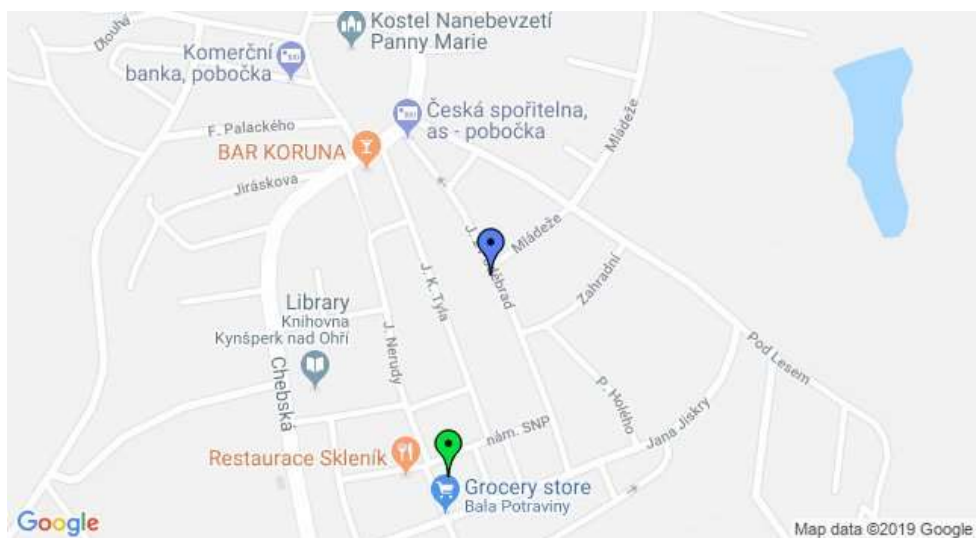 Dlouhá
Kostel Nanebevzetí
Panny Marie
Komerční
banka, pobočka
Česká spořitelna,
as - pobočka
F. Palackého
BAR KORUNA
Mládeže
Jiráskova
Mládeže
Zahradní
J. K. Tyla
Library
Knihovna
Kynšperk nad Ohří
J. Nerudy
Chebská
Pod Lesem
P. Holého
Jana Jiskry
nám. SNP
Restaurace Skleník
Grocery store
Bala Potraviny
Google
Map data ©2019 Google